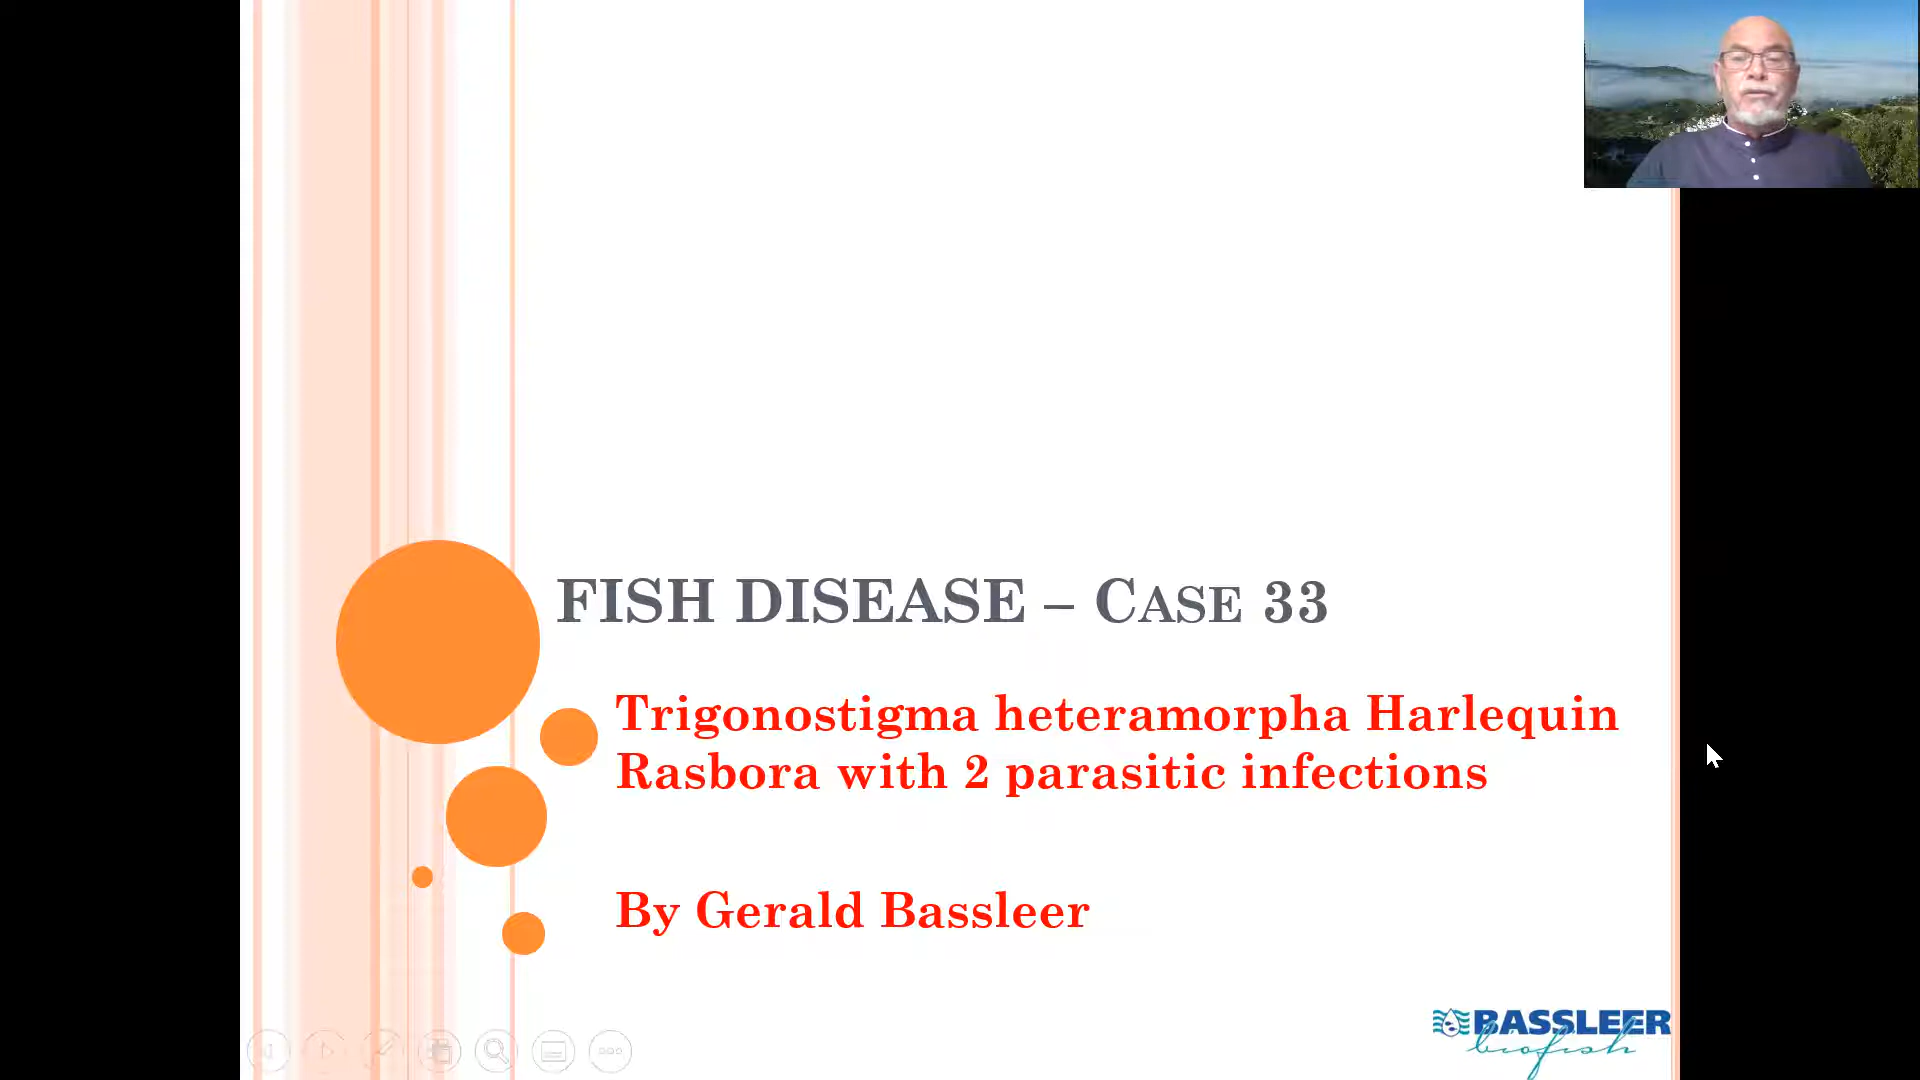 FISH DISEASE – CASE 33
Trigonostigma heteramorpha Harlequin
Rasbora with 2 parasitic infections
By Gerald Bassleer
BASSLEER
biofish